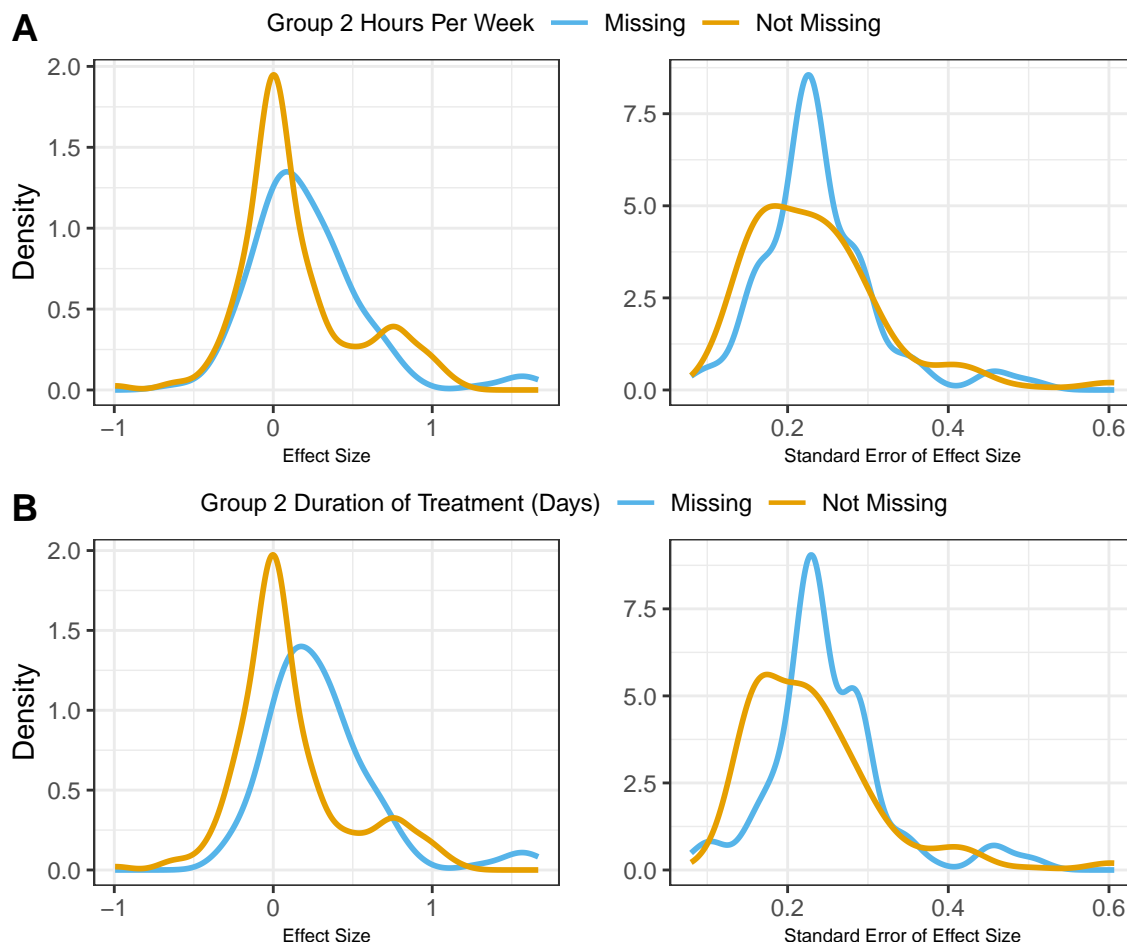 A
Group 2 Hours Per Week Missing Not Missing
Density
2.0
1.5
1.0
0.5
0.0
−1 0 1
Effect Size
7.5
5.0
2.5
0.0
0.2 0.4 0.6
Standard Error of Effect Size
B
Group 2 Duration of Treatment (Days) Missing Not Missing
Density
2.0
1.5
1.0
0.5
0.0
−1 0 1
Effect Size
7.5
5.0
2.5
0.0
0.2 0.4 0.6
Standard Error of Effect Size